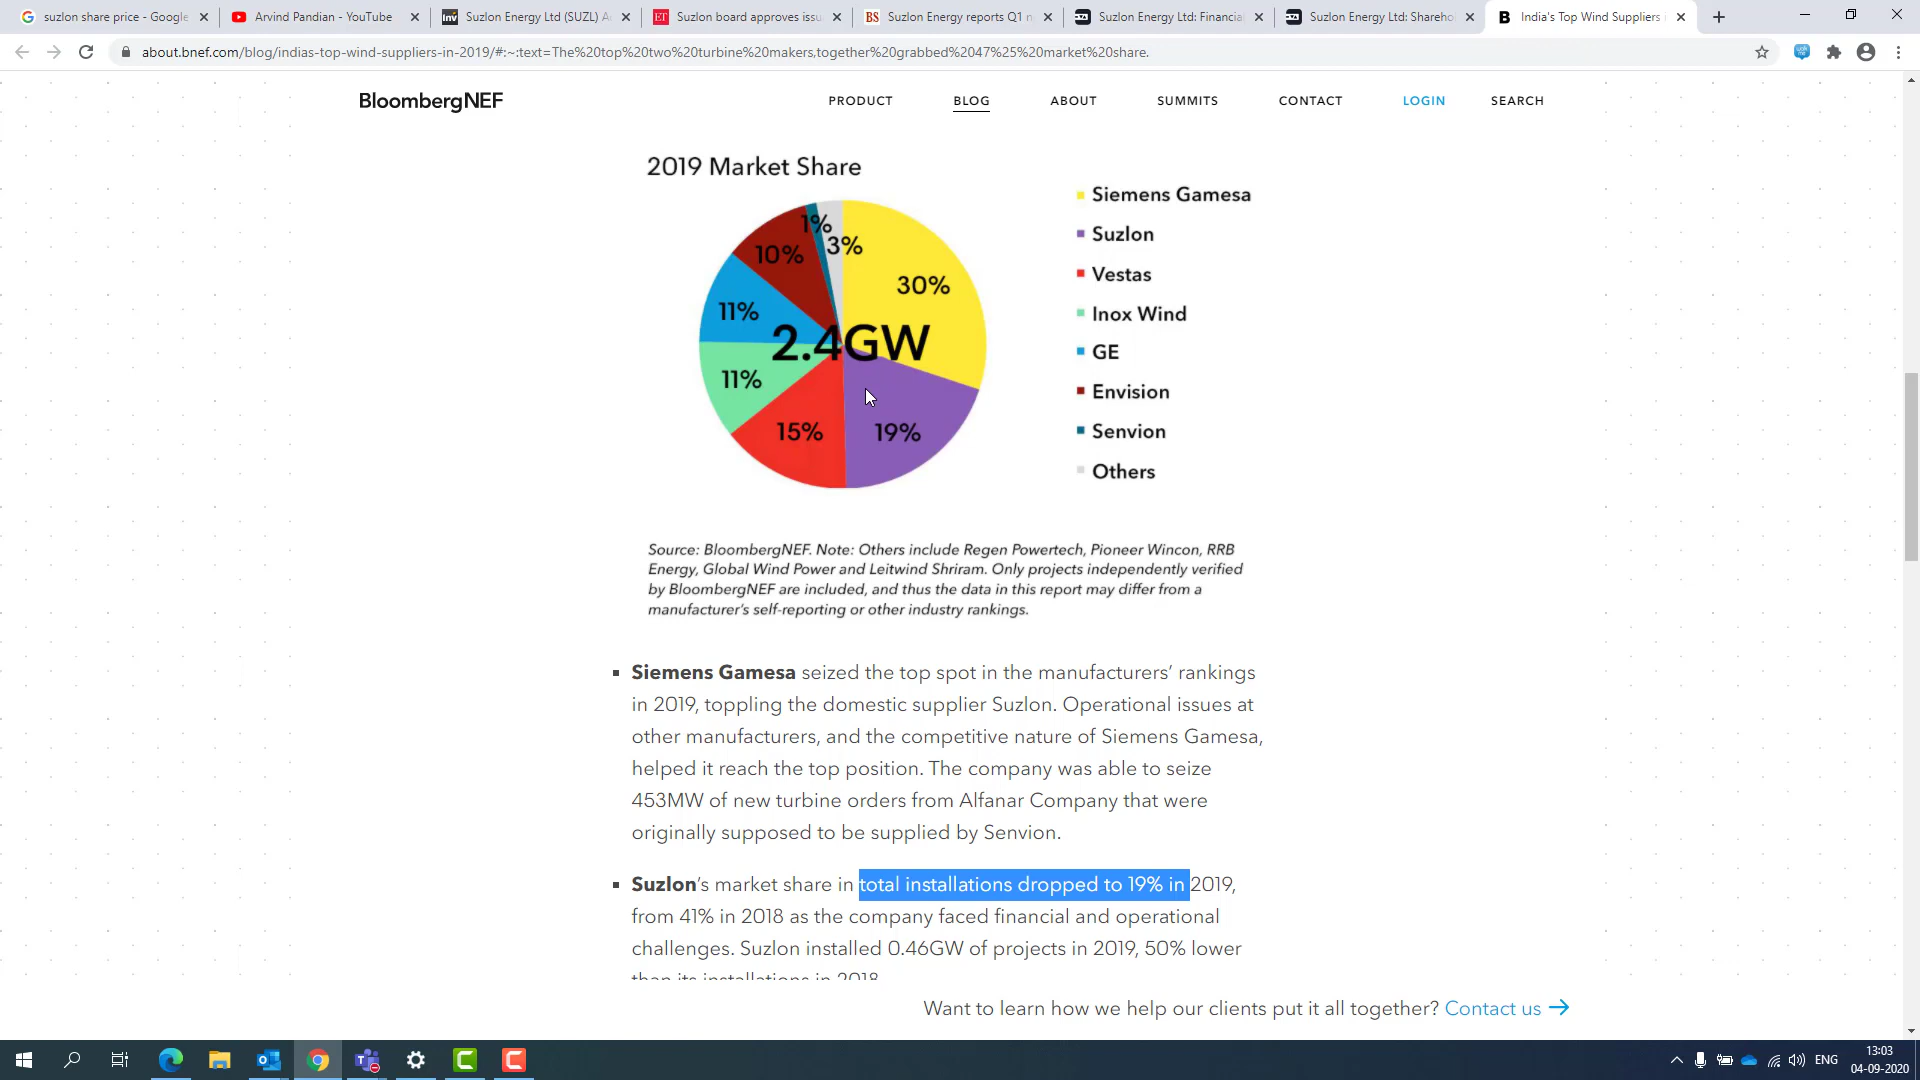 suzlon share price - Google
Arvind Pandian - YouTube
Suzlon Energy Ltd (SUZL)
Suzlon board approves issu
Suzlon Energy reports Q1 n
Suzlon Energy Ltd: Financia
Suzlon Energy Ltd: Shareho
India's Top Wind Suppliers
about.bnef.com/blog/indias-top-wind-suppliers-in-2019/#:~:text=The%20top%20two%20turbine%20makers,together%20grabbed%2047%25%20market%20share.
BloombergNEF
PRODUCT
BLOG
ABOUT
SUMMITS
CONTACT
LOGIN
SEARCH
2019 Market Share
1%
3%
10%
30%
11%
2.4GW
11%
15%
19%
Siemens Gamesa
Suzlon
Vestas
Inox Wind
GE
Envision
Senvion
Others
Source: BloombergNEF. Note: Others include Regen Powertech, Pioneer Wincon, RRB
Energy, Global Wind Power and Leitwind Shriram. Only projects independently verified
by BloombergNEF are included, and thus the data in this report may differ from a
manufacturer's self-reporting or other industry rankings.
Siemens Gamesa seized the top spot in the manufacturers’ rankings
in 2019, toppling the domestic supplier Suzlon. Operational issues at
other manufacturers, and the competitive nature of Siemens Gamesa,
helped it reach the top position. The company was able to seize
453MW of new turbine orders from Alfanar Company that were
originally supposed to be supplied by Senvion.
Suzlon’s market share in total installations dropped to 19% in 2019,
from 41% in 2018 as the company faced financial and operational
challenges. Suzlon installed 0.46GW of projects in 2019, 50% lower
than its installations in 2018
Want to learn how we help our clients put it all together? Contact us
ENG
13:03
04-09-2020